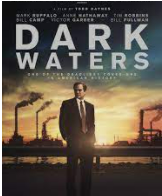 A FILM BY TODD HAYNES
MARK RUFFALO ANNE HATHAWAY TIM ROBBINS
BILL CAMP VICTOR GARBER BILL PULLMAN
DARK
WATERS